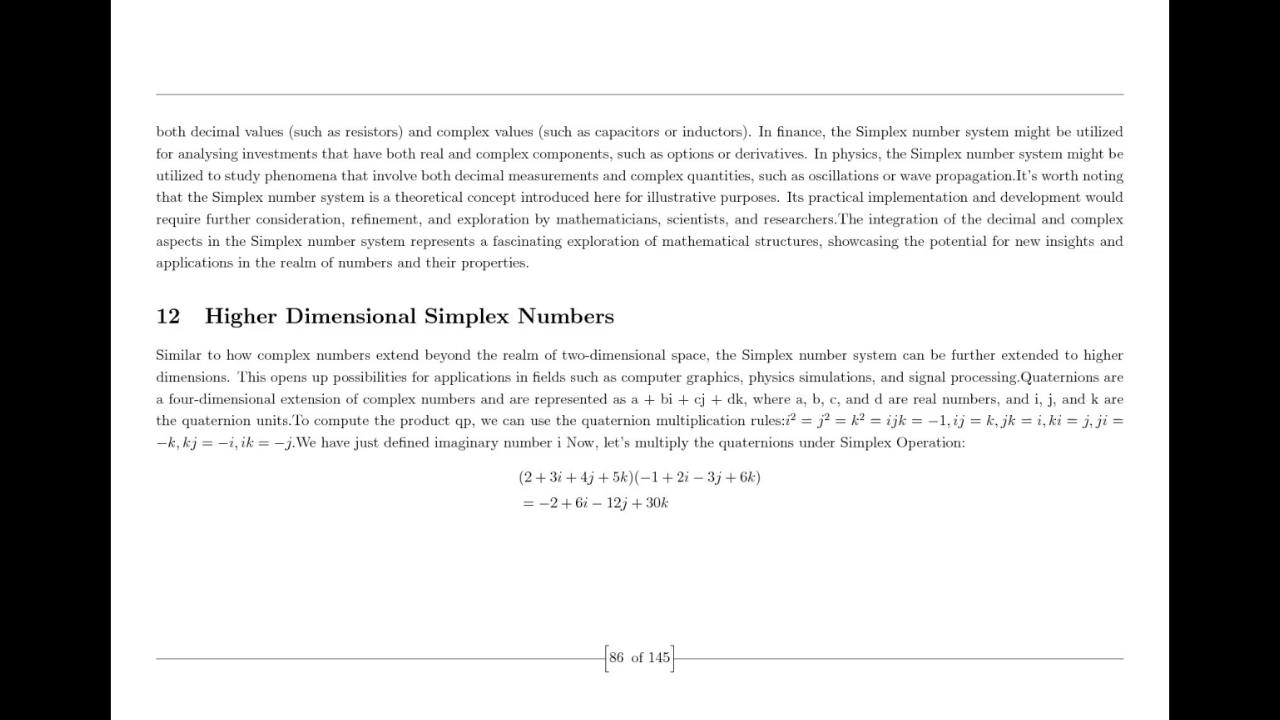 both decimal values (such as resistors) and complex values (such as capacitors or inductors). In finance, the Simplex number system might be utilized
for analysing investments that have both real and complex components, such as options or derivatives. In physics, the Simplex number system might be
utilized to study phenomena that involve both decimal measurements and complex quantities, such as oscillations or wave propagation.It's worth noting
that the Simplex number system is a theoretical concept introduced here for illustrative purposes. Its practical implementation and development would
require further consideration, refinement, and exploration by mathematicians, scientists, and researchers.The integration of the decimal and complex
aspects in the Simplex number system represents a fascinating exploration of mathematical structures, showcasing the potential for new insights and
applications in the realm of numbers and their properties.
12 Higher Dimensional Simplex Numbers
Similar to how complex numbers extend beyond the realm of two-dimensional space, the Simplex number system can be further extended to higher
dimensions. This opens up possibilities for applications in fields such as computer graphics, physics simulations, and signal processing.Quaternions are
a four-dimensional extension of complex numbers and are represented as a + bi + cj + dk, where a, b, c, and d are real numbers, and i, j, and k are
the quaternion units.To compute the product qp, we can use the quaternion multiplication rules:i² = j² = k² = ijk = −1, ij = k, jk = i, ki = j, ji =
−k, kj = −i, ik = −j.We have just defined imaginary number i Now, let's multiply the quaternions under Simplex Operation:
(2 + 3i + 4j + 5k)(−1 + 2i − 3j + 6k)
= −2 + 6i − 12j + 30k
86 of 145